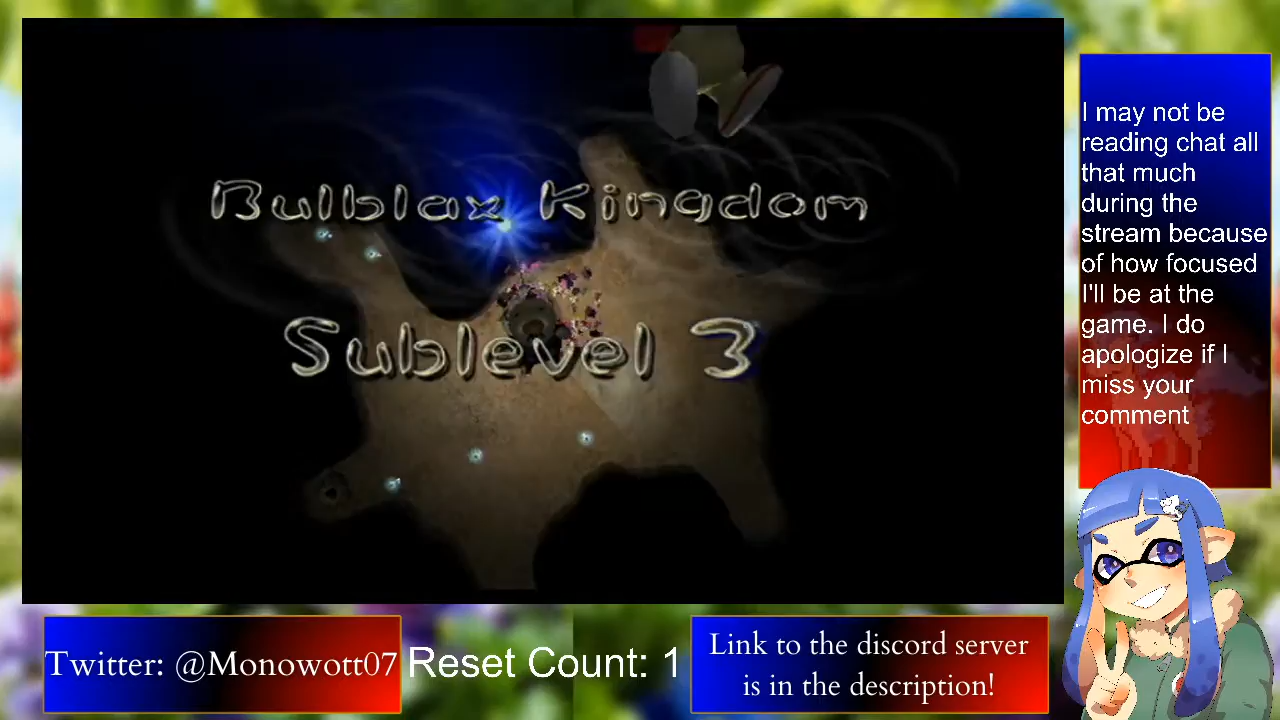 Bulblax Kingdom
Sublevel 3
I may not be
reading chat all
that much
during the
stream because
of how focused
I'll be at the
game. I do
apologize if I
miss your
comment
Twitter: @Monowott07
Reset Count: 1
Link to the discord server
is in the description!